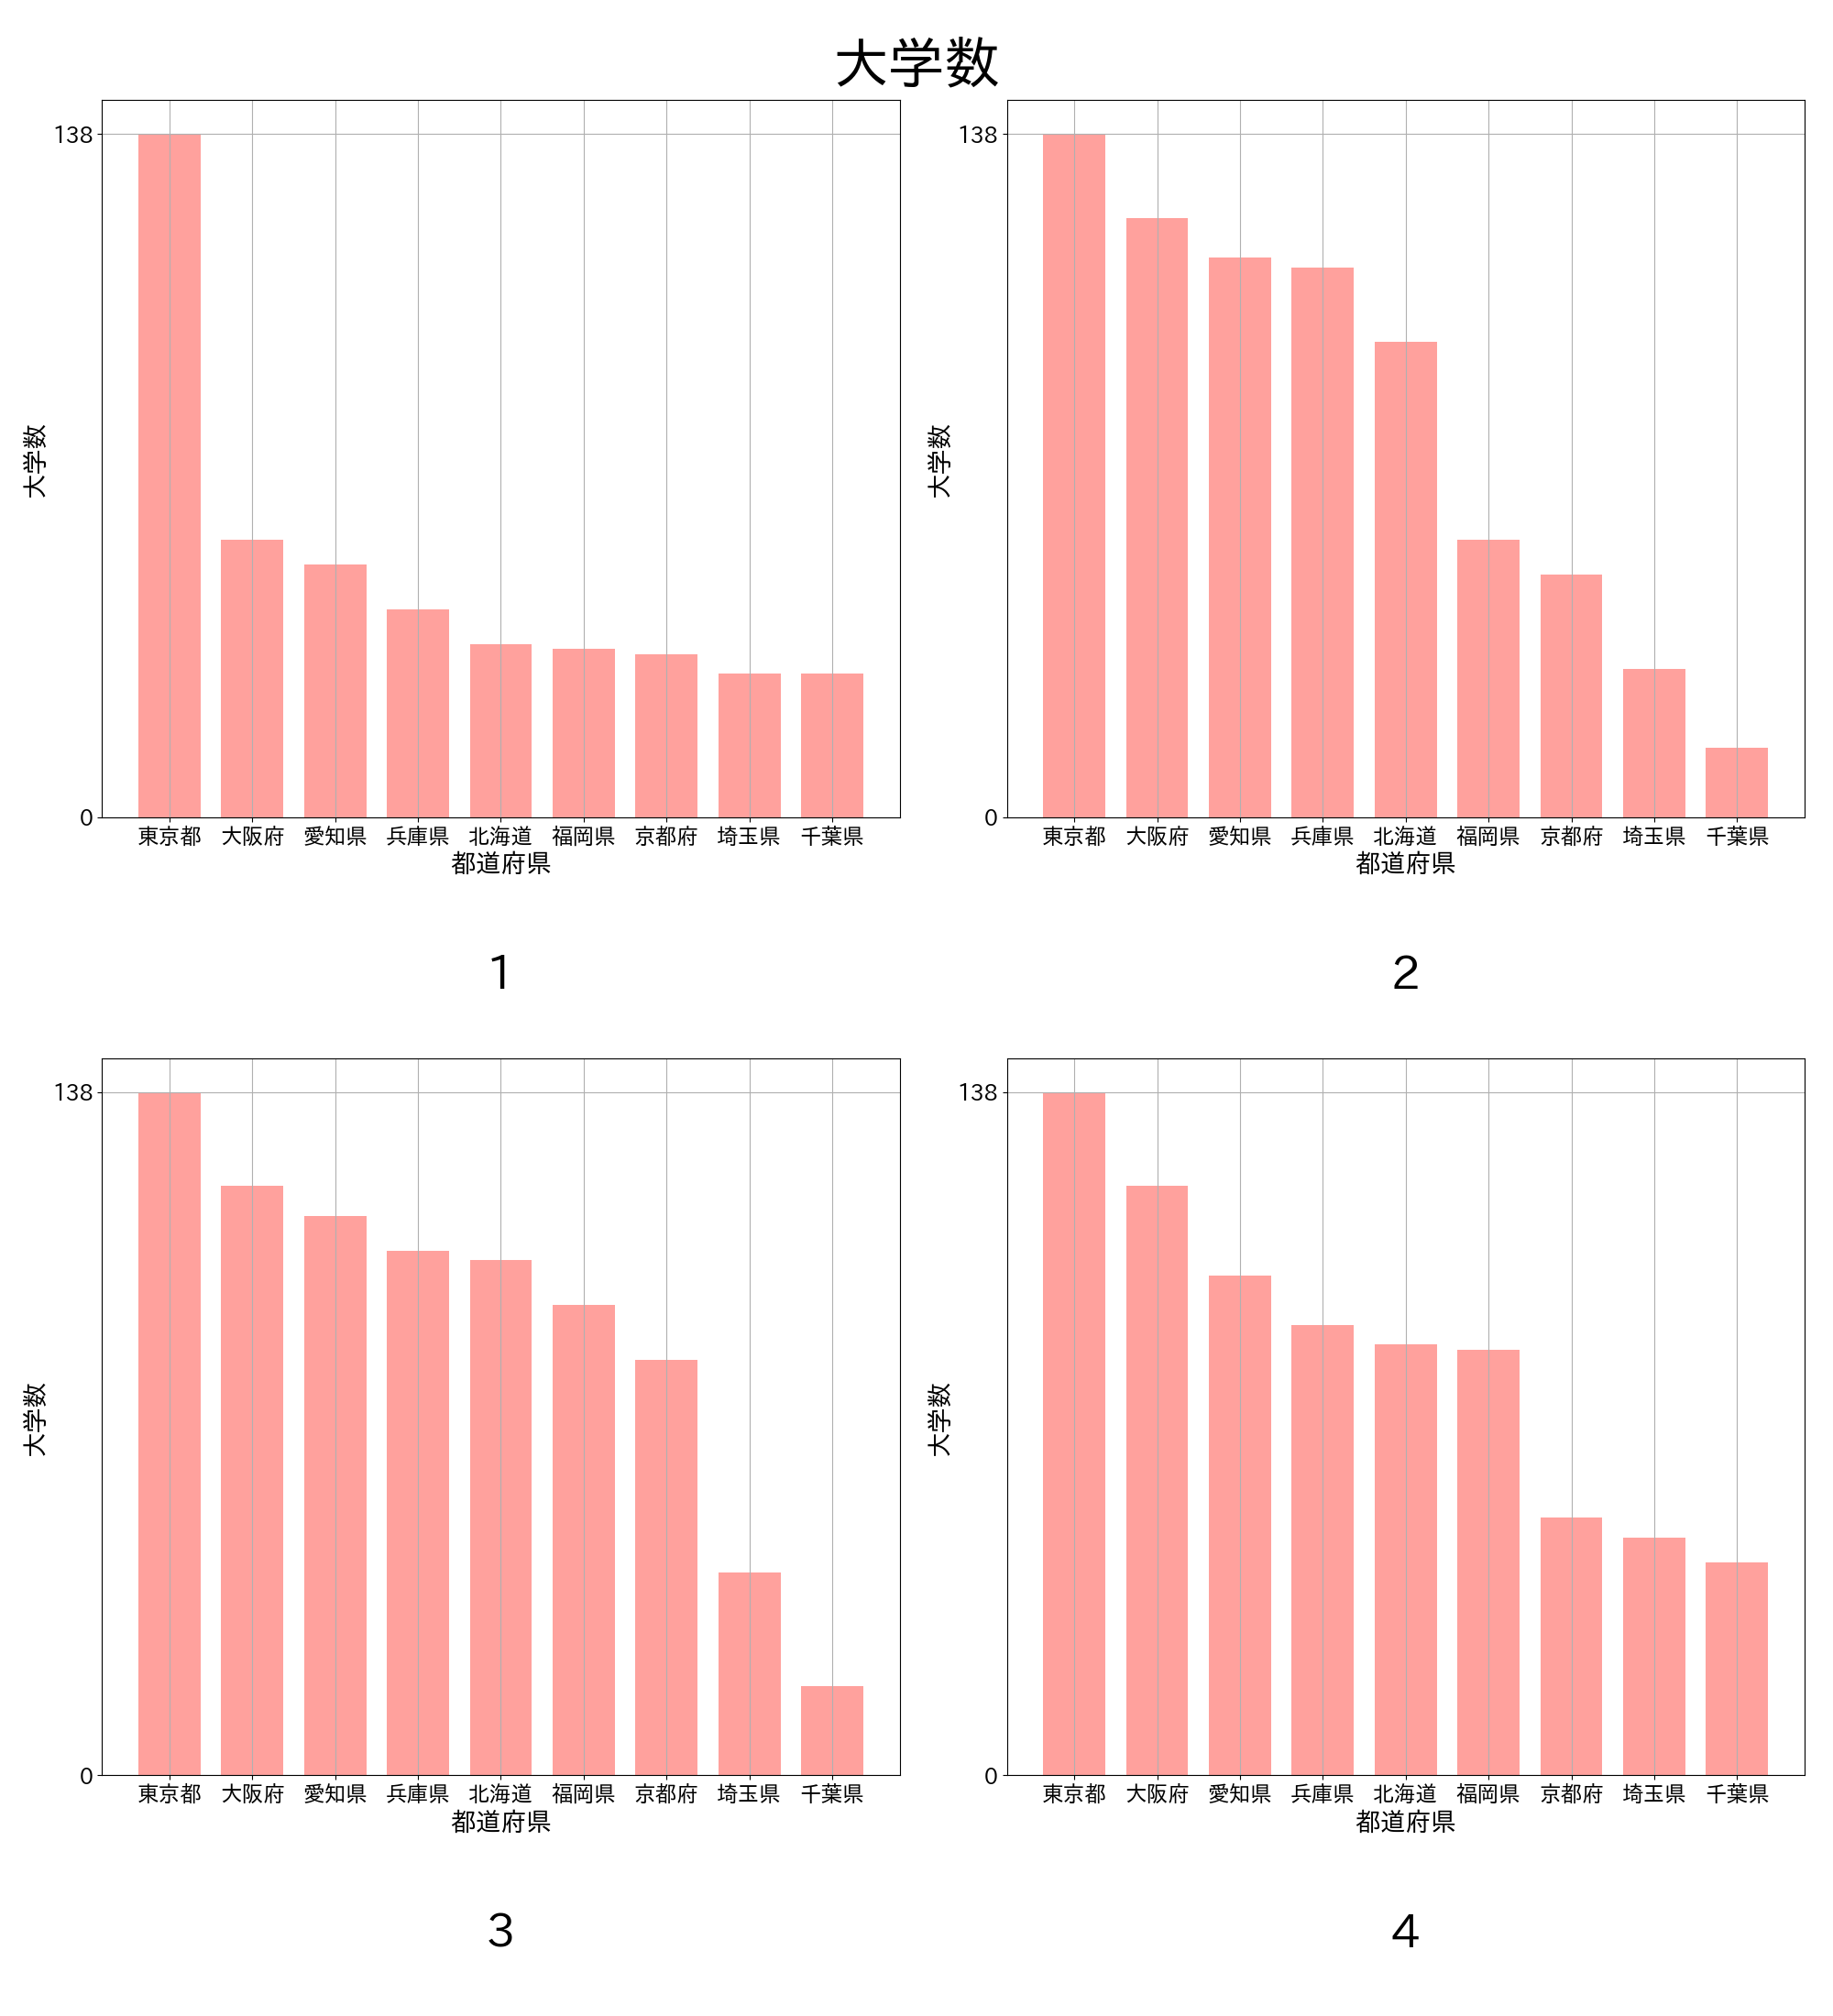 大学数
138
0
大学数
東京都 大阪府 愛知県 兵庫県 北海道 福岡県 京都府 埼玉県 千葉県
都道府県
1
138
0
大学数
東京都 大阪府 愛知県 兵庫県 北海道 福岡県 京都府 埼玉県 千葉県
都道府県
2
138
0
大学数
東京都 大阪府 愛知県 兵庫県 北海道 福岡県 京都府 埼玉県 千葉県
都道府県
3
138
0
大学数
東京都 大阪府 愛知県 兵庫県 北海道 福岡県 京都府 埼玉県 千葉県
都道府県
4